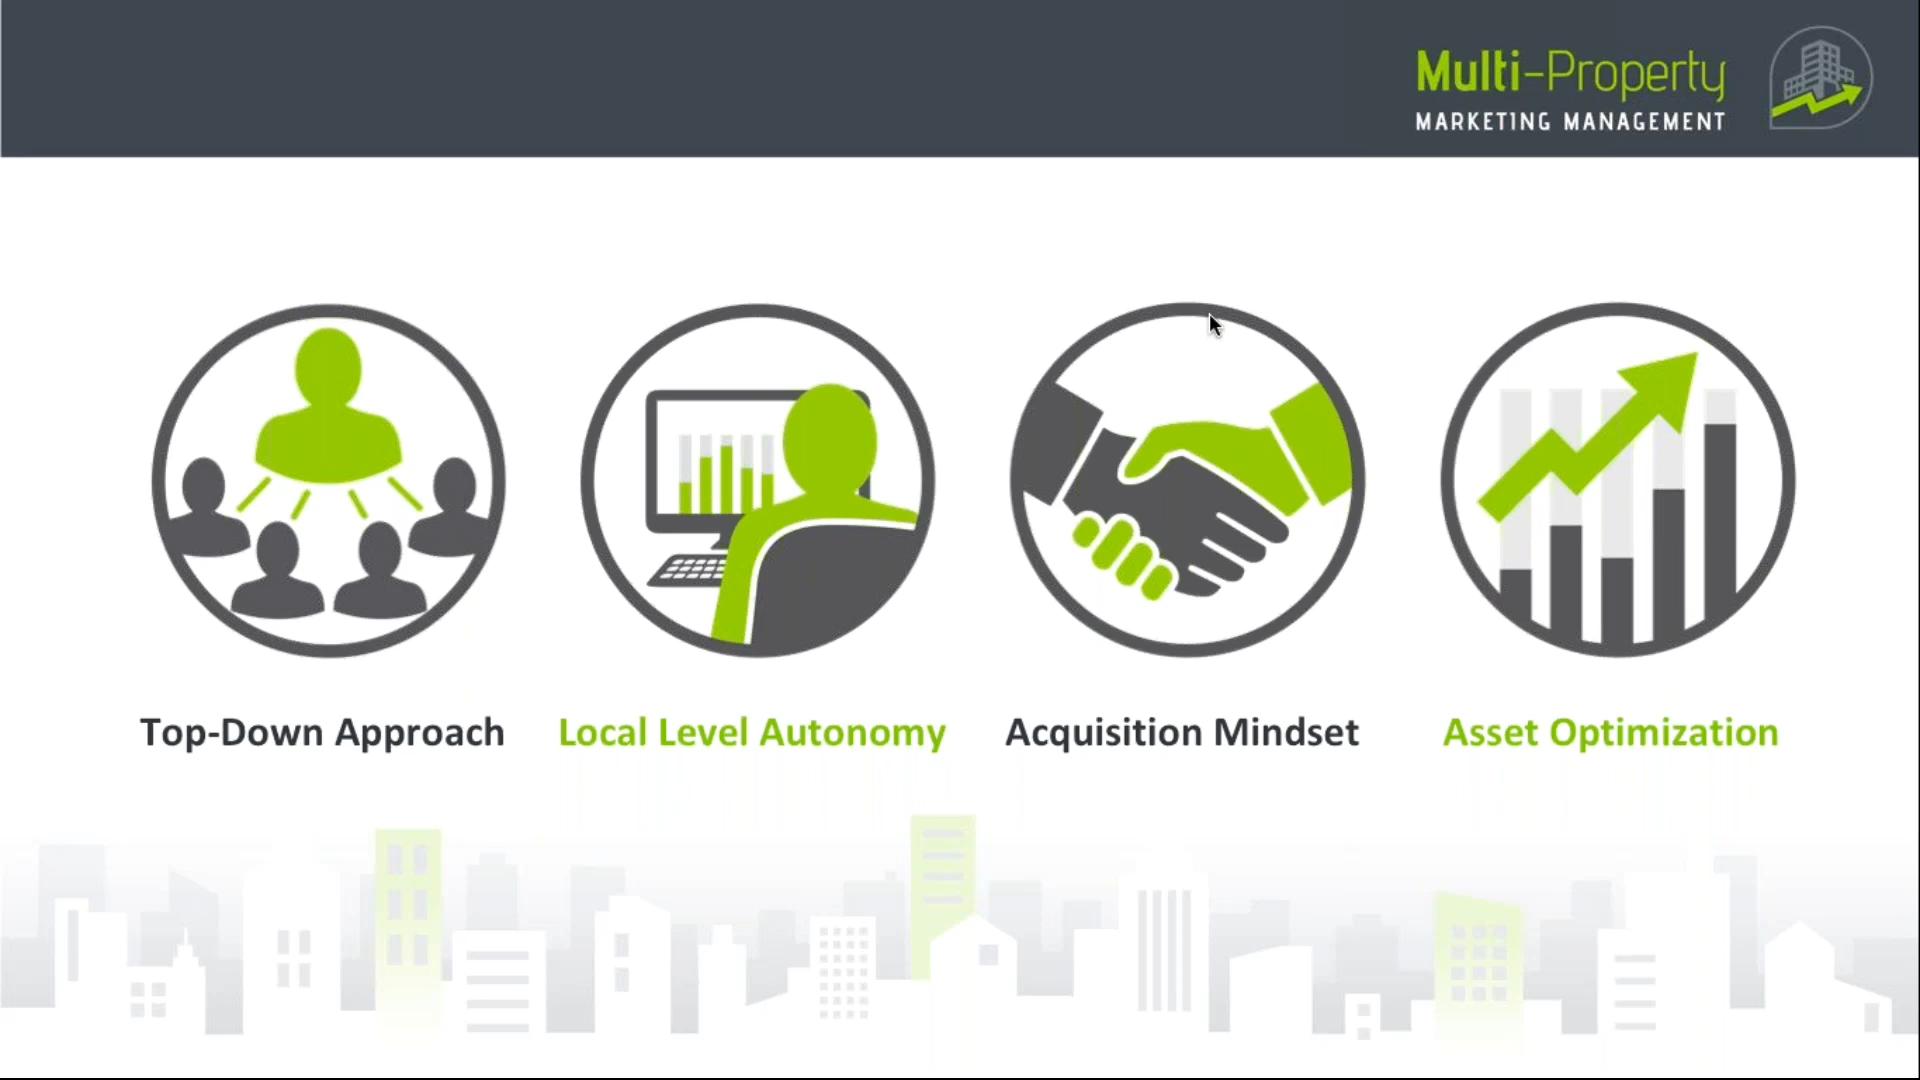 Multi-Property
MARKETING MANAGEMENT
Top-Down Approach
Local Level Autonomy
Acquisition Mindset
Asset Optimization